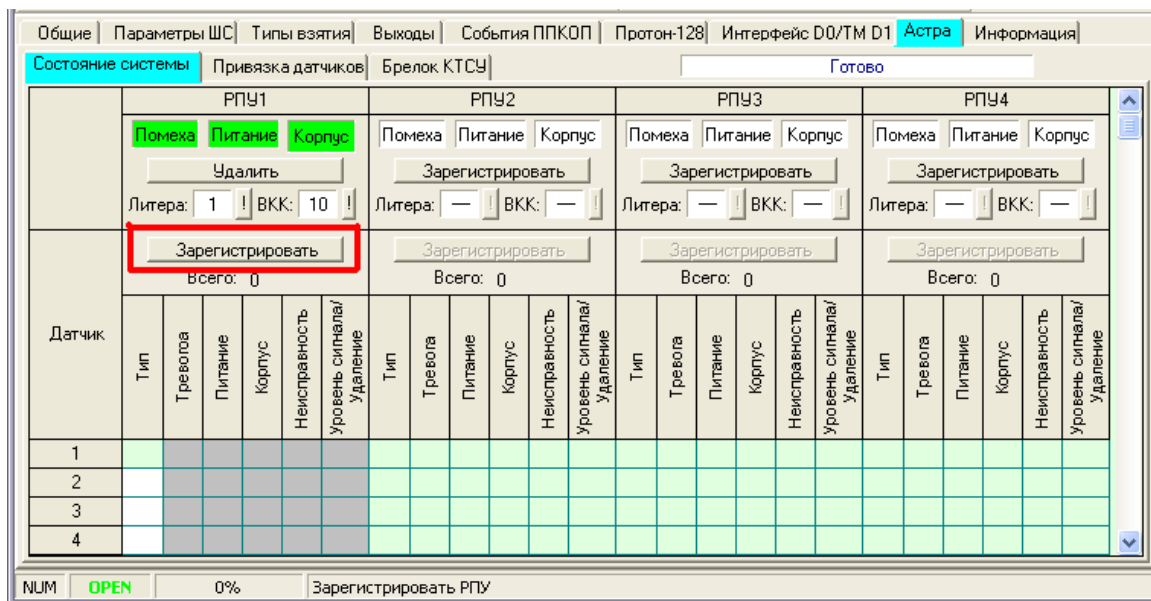 Общие Параметры ШС Типы взятия Выходы События ППКОП Протон-128 Интерфейс D0/TM D1 Астра Информация
Состояние системы Привязка датчиков Брелок КТСУ Готово
РПУ1 РПУ2 РПУ3 РПУ4
Помеха Питание Корпус Помеха Питание Корпус Помеха Питание Корпус Помеха Питание Корпус
Удалить Зарегистрировать Зарегистрировать Зарегистрировать
Литера: 1 ! ВКК: 10 ! Литера: — ! ВКК: — ! Литера: — ! ВКК: — ! Литера: — ! ВКК: — !
Зарегистрировать Зарегистрировать Зарегистрировать Зарегистрировать
Всего: 0 Всего: 0 Всего: 0 Всего: 0
Датчик
Тип
Тревогоа
Питание
Корпус
Неисправность
Уровень сигнала/
Удаление
Тип
Тревога
Питание
Корпус
Неисправность
Уровень сигнала/
Удаление
Тип
Тревога
Питание
Корпус
Неисправность
Уровень сигнала/
Удаление
Тип
Тревога
Питание
Корпус
Неисправность
Уровень сигнала/
Удаление
1
2
3
4
NUM OPEN 0% Зарегистрировать РПУ